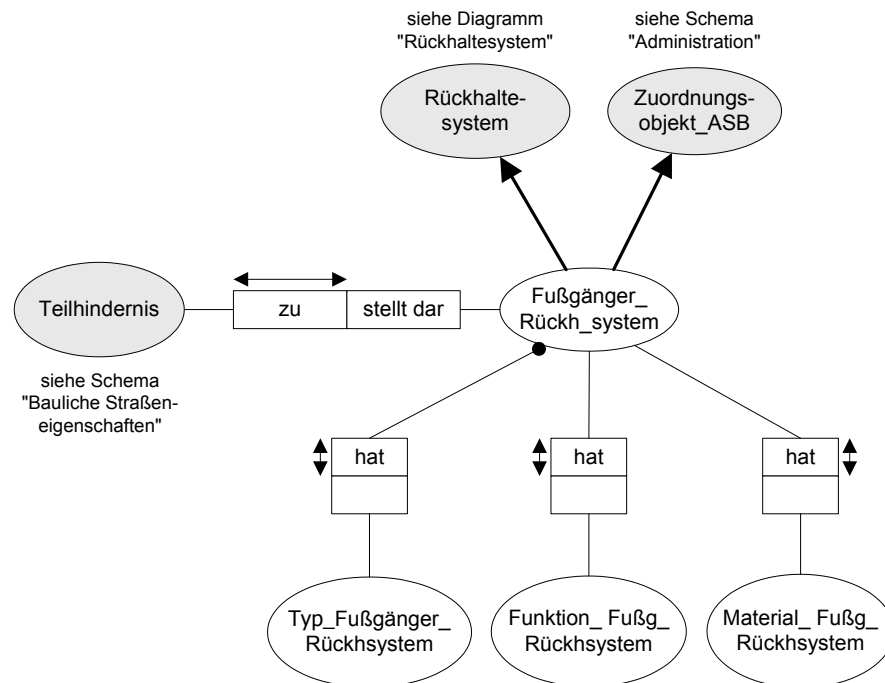 siehe Diagramm
"Rückhaltesystem"
siehe Schema
"Administration"
Rückhalte-
system
Zuordnungs-
objekt_ASB
Teilhindernis
zu
stellt dar
Fußgänger_
Rückh_system
siehe Schema
"Bauliche Straßen-
eigenschaften"
hat
hat
hat
Typ_Fußgänger_
Rückhsystem
Funktion_ Fußg_
Rückhsystem
Material_ Fußg_
Rückhsystem